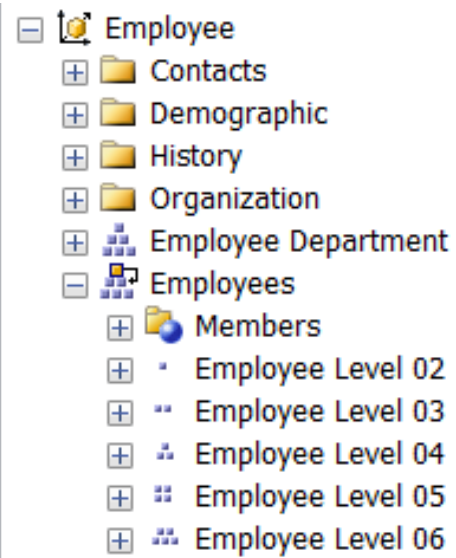 Employee
Contacts
Demographic
History
Organization
Employee Department
Employees
Members
Employee Level 02
Employee Level 03
Employee Level 04
Employee Level 05
Employee Level 06